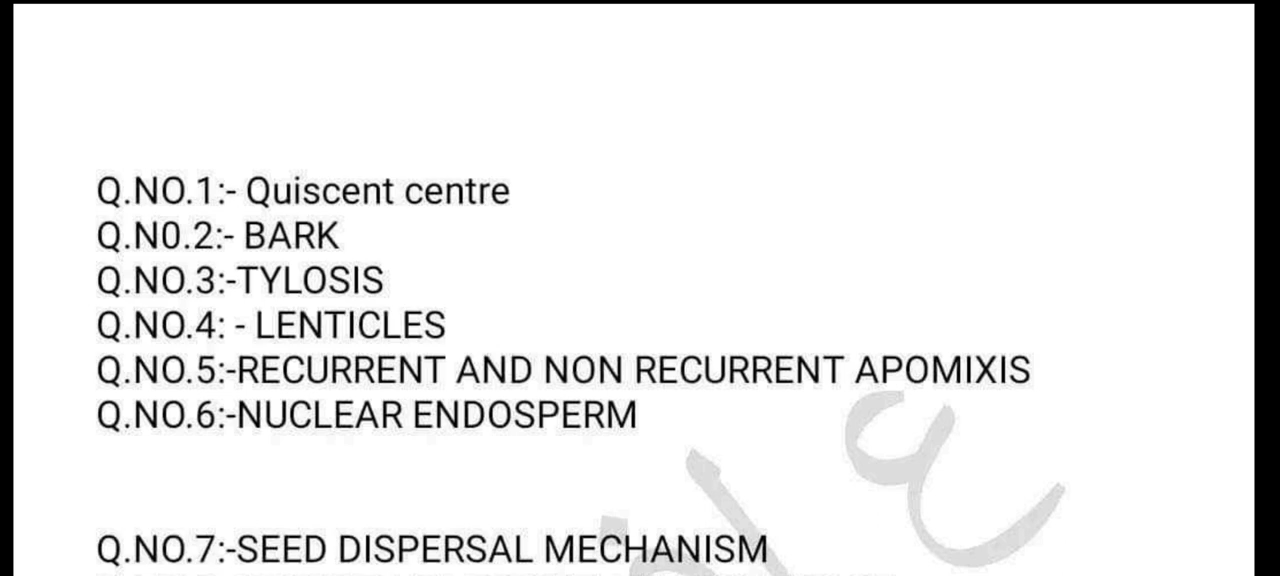 Q.NO.1:- Quiscent centre
Q.N0.2:- BARK
Q.NO.3:-TYLOSIS
Q.NO.4: - LENTICLES
Q.NO.5:-RECURRENT AND NON RECURRENT APOMIXIS
Q.NO.6:-NUCLEAR ENDOSPERM
Q.NO.7:-SEED DISPERSAL MECHANISM